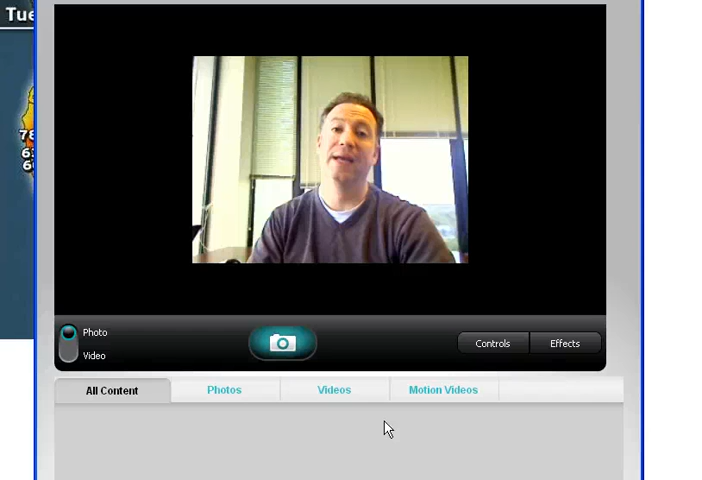 Tue
78
Photo
Video
Controls
Effects
All Content
Photos
Videos
Motion Videos